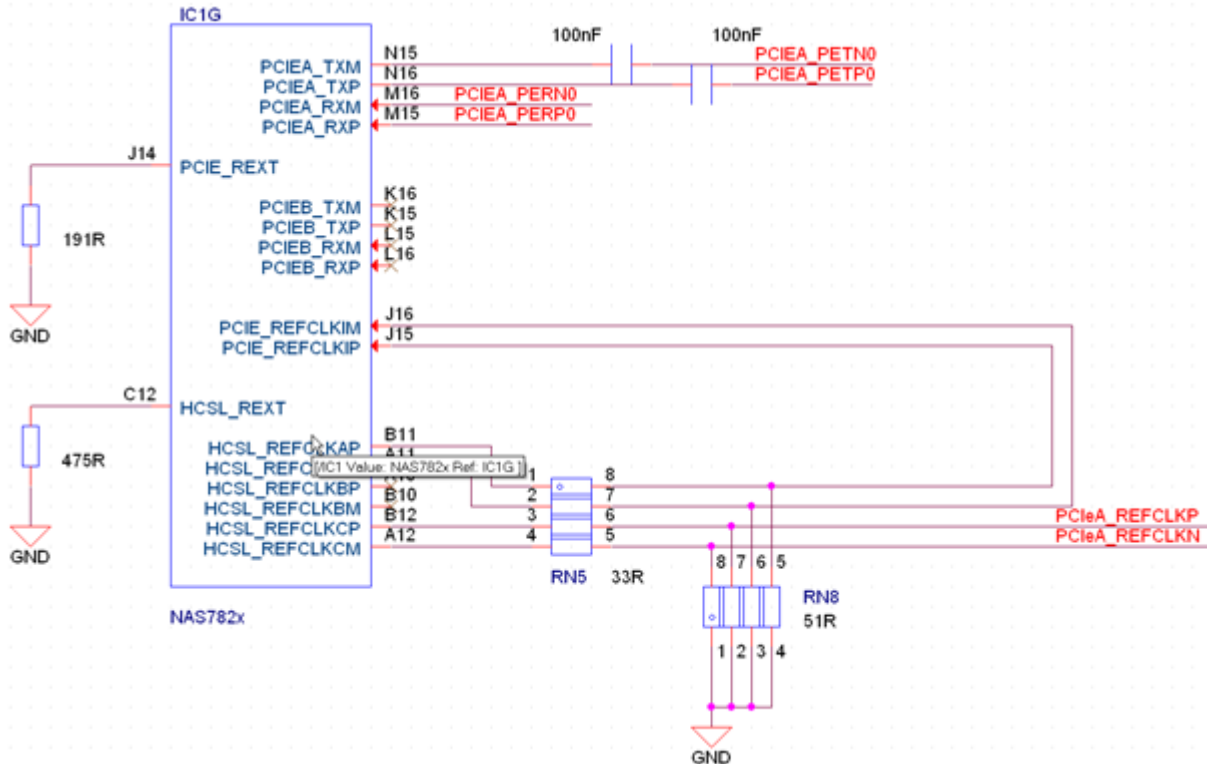 IC1G
100nF 100nF
N15
PCIEA_TXM PCIEA_PETN0
N16
PCIEA_TXP PCIEA_PETP0
M16
PCIEA_RXM PCIEA_PERN0
M15
PCIEA_RXP PCIEA_PERP0
J14
PCIE_REXT
191R
GND
K16
PCIEB_TXM
K15
PCIEB_TXP
L15
PCIEB_RXM
L16
PCIEB_RXP
J16
PCIE_REFCLKIM
J15
PCIE_REFCLKIP
C12
HCSL_REXT
475R
GND
B11
HCSL_REFCLKAP
A11
[/IC1 Value: NAS782x Ref: IC1G ]
HCSL_REFCLKBP
B10
HCSL_REFCLKBM
B12
HCSL_REFCLKCP
A12
HCSL_REFCLKCM
1 8
2 7
3 6
4 5
RN5 33R
PCIeA_REFCLKP
PCIeA_REFCLKN
8 7 6 5
RN8
51R
1 2 3 4
GND
NAS782x